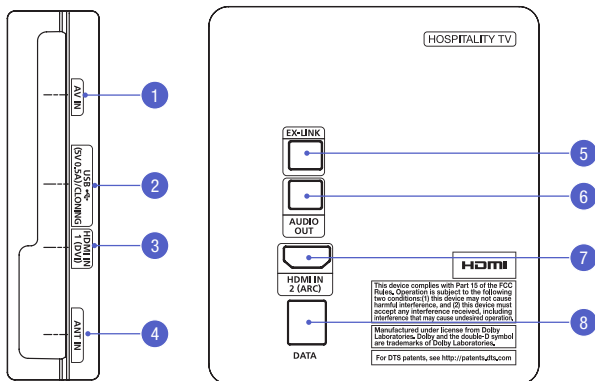 AV IN
1
USB
(5V 0.5A)/CLONING
2
HDMI IN
1 (DVI)
3
ANT IN
4
HOSPITALITY TV
EX-LINK
5
6
AUDIO
OUT
7
HDMI IN
2 (ARC)
HDMI
This device complies with Part 15 of the FCC
Rules. Operation is subject to the following
two conditions:(1) this device may not cause
harmful interference, and (2) this device must
accept any interference received, including
interference that may cause undesired operation.
Manufactured under license from Dolby
Laboratories. Dolby and the double-D symbol
are trademarks of Dolby Laboratories.
For DTS patents, see http://patents.dts.com
8
DATA